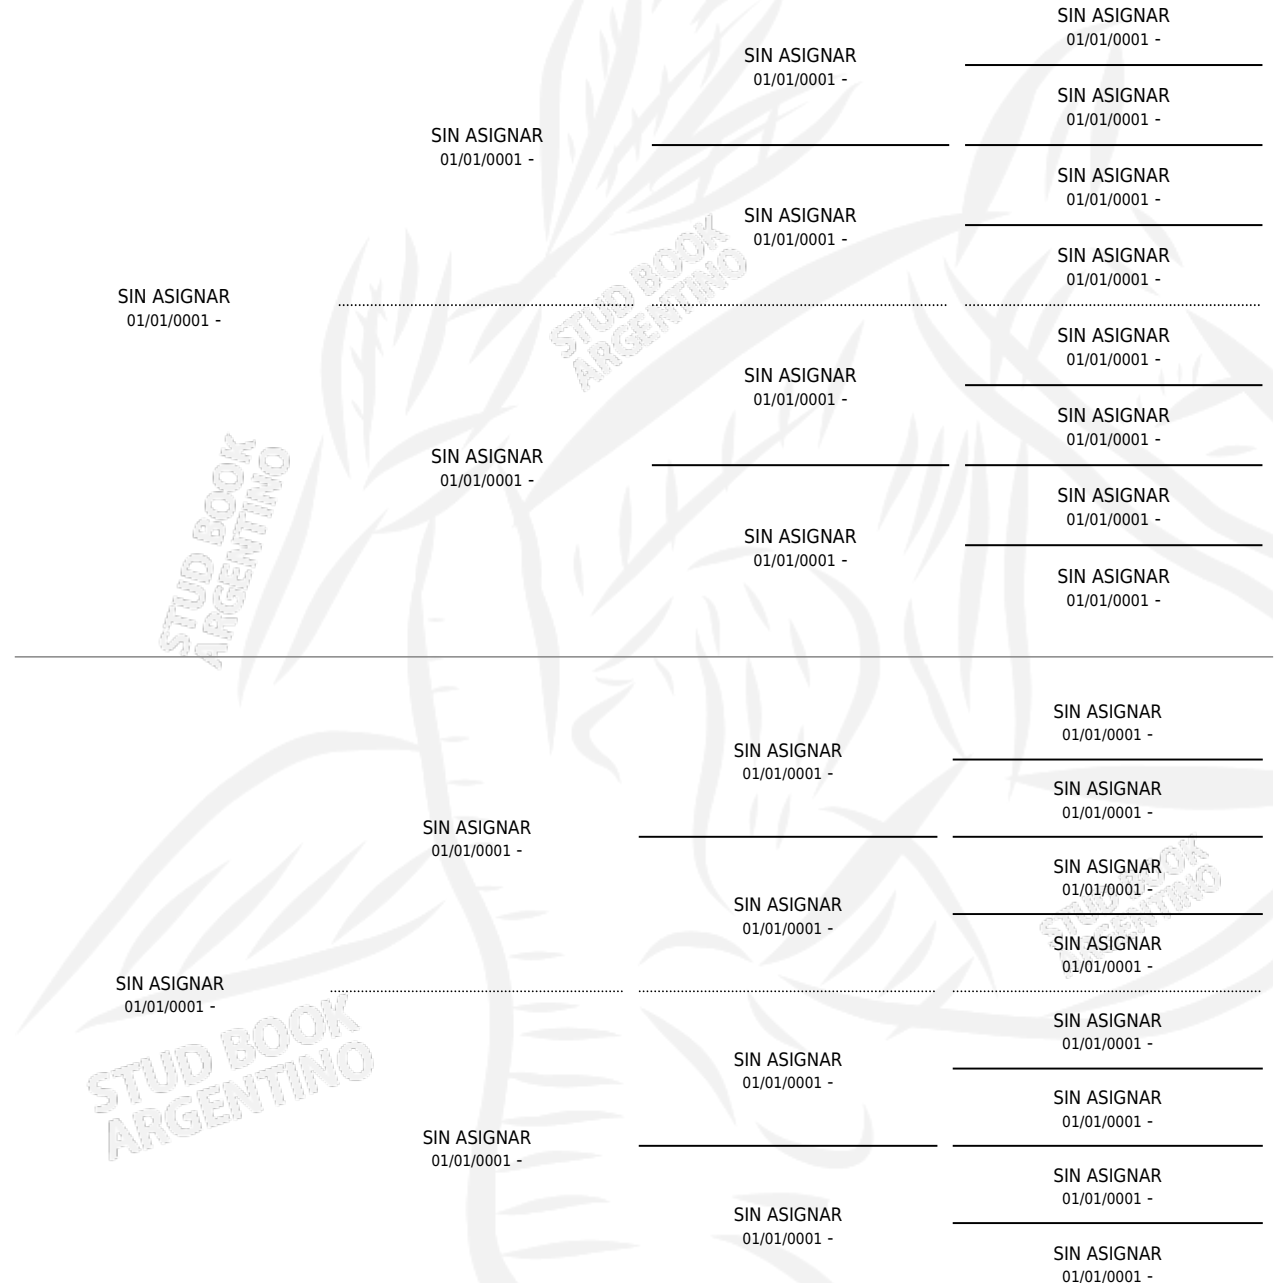 SIN ASIGNAR
01/01/0001 -
SIN ASIGNAR
01/01/0001 -
SIN ASIGNAR
01/01/0001 -
SIN ASIGNAR
01/01/0001 -
SIN ASIGNAR
01/01/0001 -
SIN ASIGNAR
01/01/0001 -
SIN ASIGNAR
01/01/0001 -
STUD BOOK
ARGENTINO
SIN ASIGNAR
01/01/0001 -
SIN ASIGNAR
01/01/0001 -
SIN ASIGNAR
01/01/0001 -
SIN ASIGNAR
01/01/0001 -
SIN ASIGNAR
01/01/0001 -
SIN ASIGNAR
01/01/0001 -
STUD BOOK
ARGENTINO
SIN ASIGNAR
01/01/0001 -
SIN ASIGNAR
01/01/0001 -
SIN ASIGNAR
01/01/0001 -
SIN ASIGNAR
01/01/0001 -
SIN ASIGNAR
01/01/0001 -
SIN ASIGNAR
01/01/0001 -
SIN ASIGNAR
01/01/0001 -
SIN ASIGNAR
01/01/0001 -
STUD BOOK
ARGENTINO
SIN ASIGNAR
01/01/0001 -
SIN ASIGNAR
01/01/0001 -
SIN ASIGNAR
01/01/0001 -
STUD BOOK
ARGENTINO
SIN ASIGNAR
01/01/0001 -
SIN ASIGNAR
01/01/0001 -
SIN ASIGNAR
01/01/0001 -
SIN ASIGNAR
01/01/0001 -
SIN ASIGNAR
01/01/0001 -
SIN ASIGNAR
01/01/0001 -
SIN ASIGNAR
01/01/0001 -